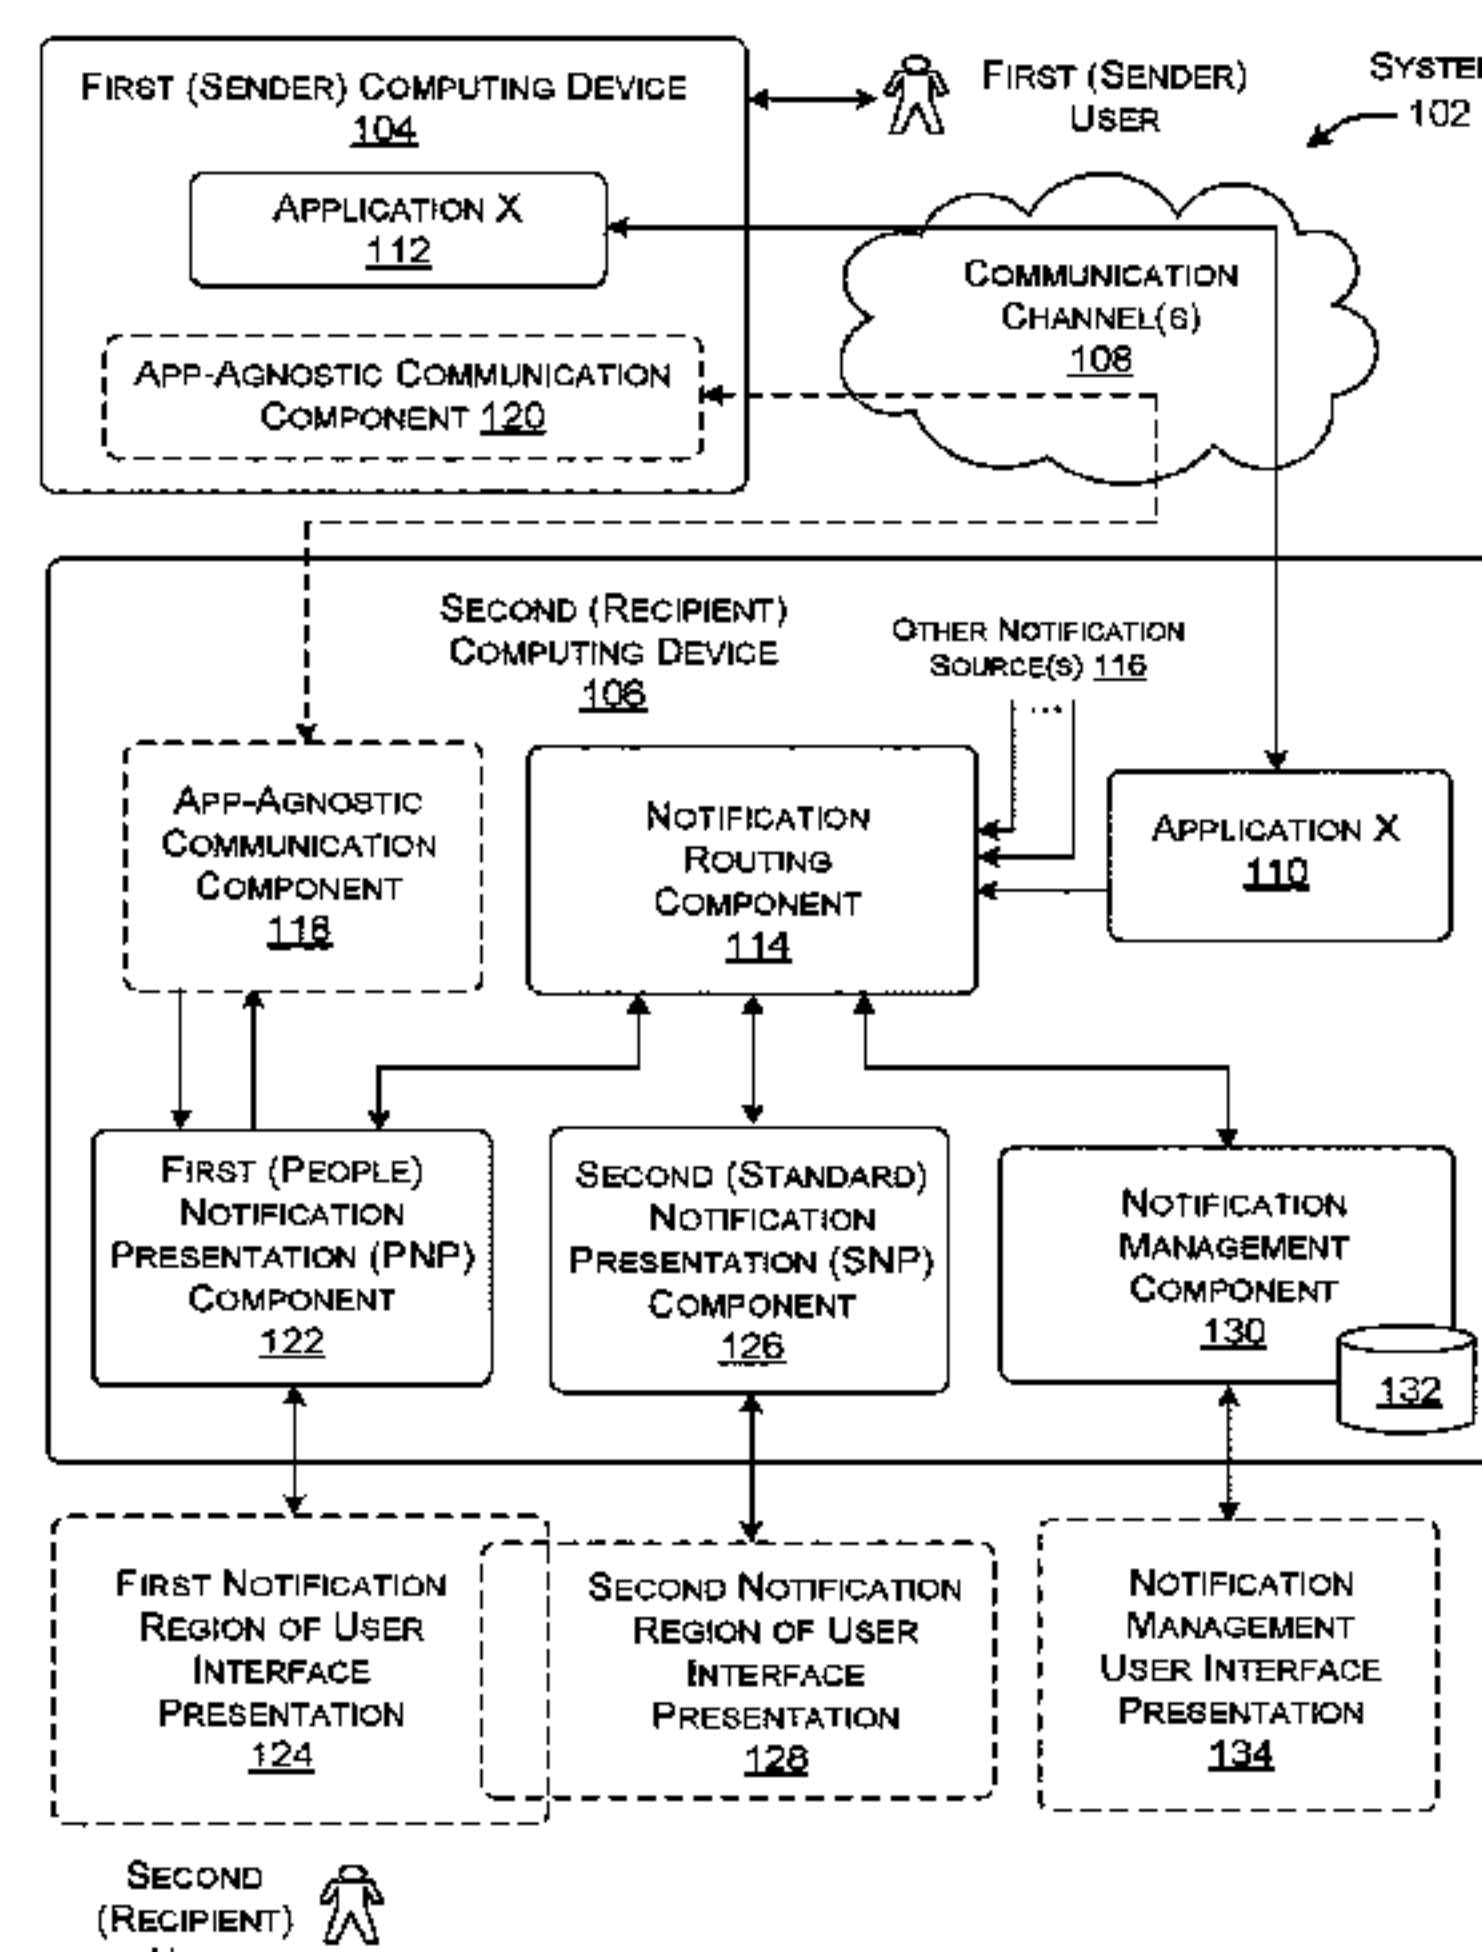 FIRST (SENDER) COMPUTING DEVICE
104
FIRST (SENDER)
USER
102
APPLICATION X
112
COMMUNICATION
CHANNEL(S)
108
APP-AGNOSTIC COMMUNICATION
COMPONENT 120
SECOND (RECIPIENT)
COMPUTING DEVICE
106
OTHER NOTIFICATION
SOURCE(S) 116
...
APP-AGNOSTIC
COMMUNICATION
COMPONENT
118
NOTIFICATION
ROUTING
COMPONENT
114
APPLICATION X
110
FIRST (PEOPLE)
NOTIFICATION
PRESENTATION (PNP)
COMPONENT
122
SECOND (STANDARD)
NOTIFICATION
PRESENTATION (SNP)
COMPONENT
126
NOTIFICATION
MANAGEMENT
COMPONENT
130
132
FIRST NOTIFICATION
REGION OF USER
INTERFACE
PRESENTATION
124
SECOND NOTIFICATION
REGION OF USER
INTERFACE
PRESENTATION
128
NOTIFICATION
MANAGEMENT
USER INTERFACE
PRESENTATION
134
SECOND
(RECIPIENT)